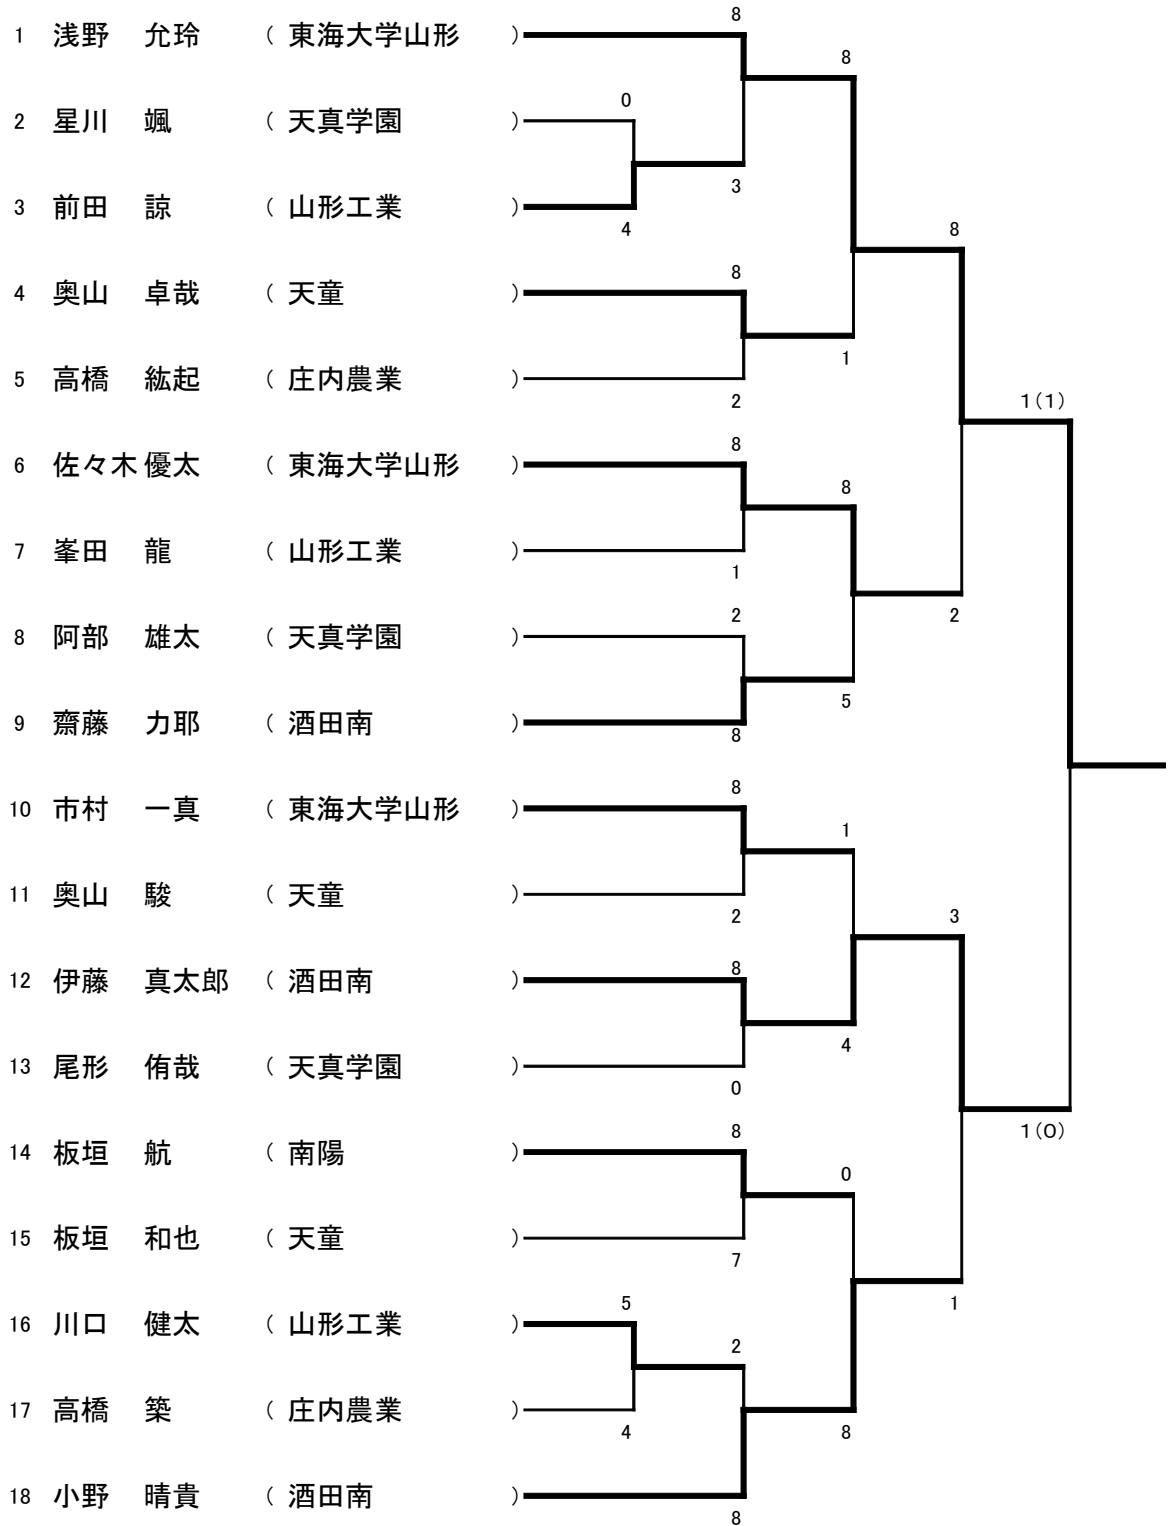 8
1 浅野 允玲 ( 東海大学山形 )
8
0
2 星川 颯 ( 天真学園 )
3
3 前田 諒 ( 山形工業 )
4
8
8
4 奥山 卓哉 ( 天童 )
1
5 高橋 紘起 ( 庄内農業 )
2
1(1)
8
6 佐々木 優太 ( 東海大学山形 )
8
7 峯田 龍 ( 山形工業 )
1
2
2
8 阿部 雄太 ( 天真学園 )
5
9 齋藤 力耶 ( 酒田南 )
8
8
10 市村 一真 ( 東海大学山形 )
1
11 奥山 駿 ( 天童 )
2
3
8
12 伊藤 真太郎 ( 酒田南 )
4
13 尾形 侑哉 ( 天真学園 )
0
8
1(0)
14 板垣 航 ( 南陽 )
0
15 板垣 和也 ( 天童 )
7
5
1
16 川口 健太 ( 山形工業 )
2
17 高橋 築 ( 庄内農業 )
4
8
18 小野 晴貴 ( 酒田南 )
8